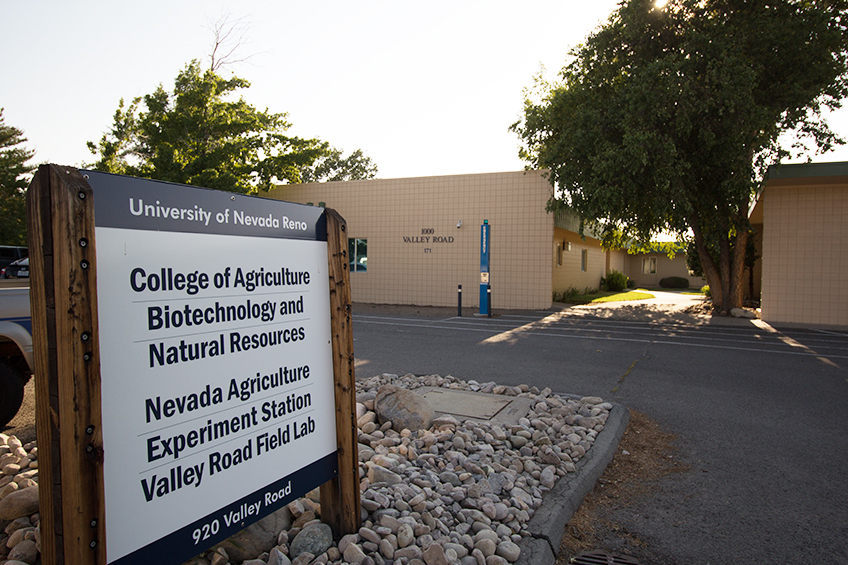 University of Nevada Reno
College of Agriculture
Biotechnology and
Natural Resources
Nevada Agriculture
Experiment Station
Valley Road Field Lab
920 Valley Road
1000
VALLEY ROAD